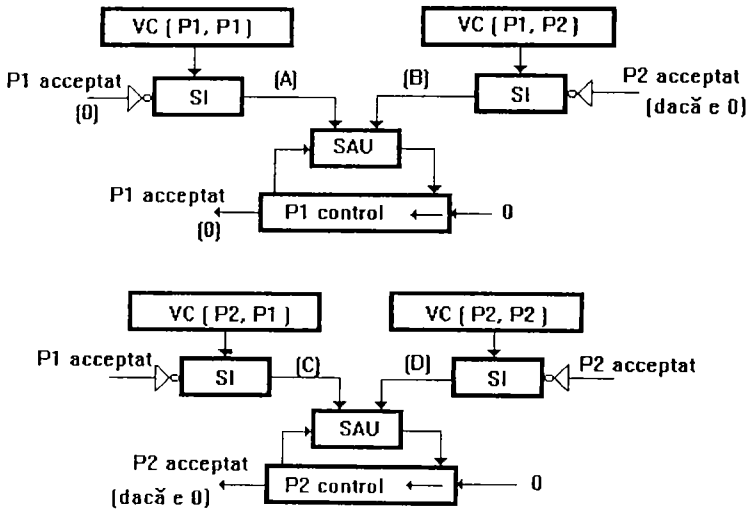 VC ( P1, P1 )
VC ( P1, P2 )
P1 acceptat
(0)
SI
(A)
(B)
SI
P2 acceptat
(dacă e 0)
SAU
P1 acceptat
(0)
P1 control
0
VC ( P2, P1 )
VC ( P2, P2 )
P1 acceptat
SI
(C)
(D)
SI
P2 acceptat
SAU
P2 acceptat
(dacă e 0)
P2 control
0